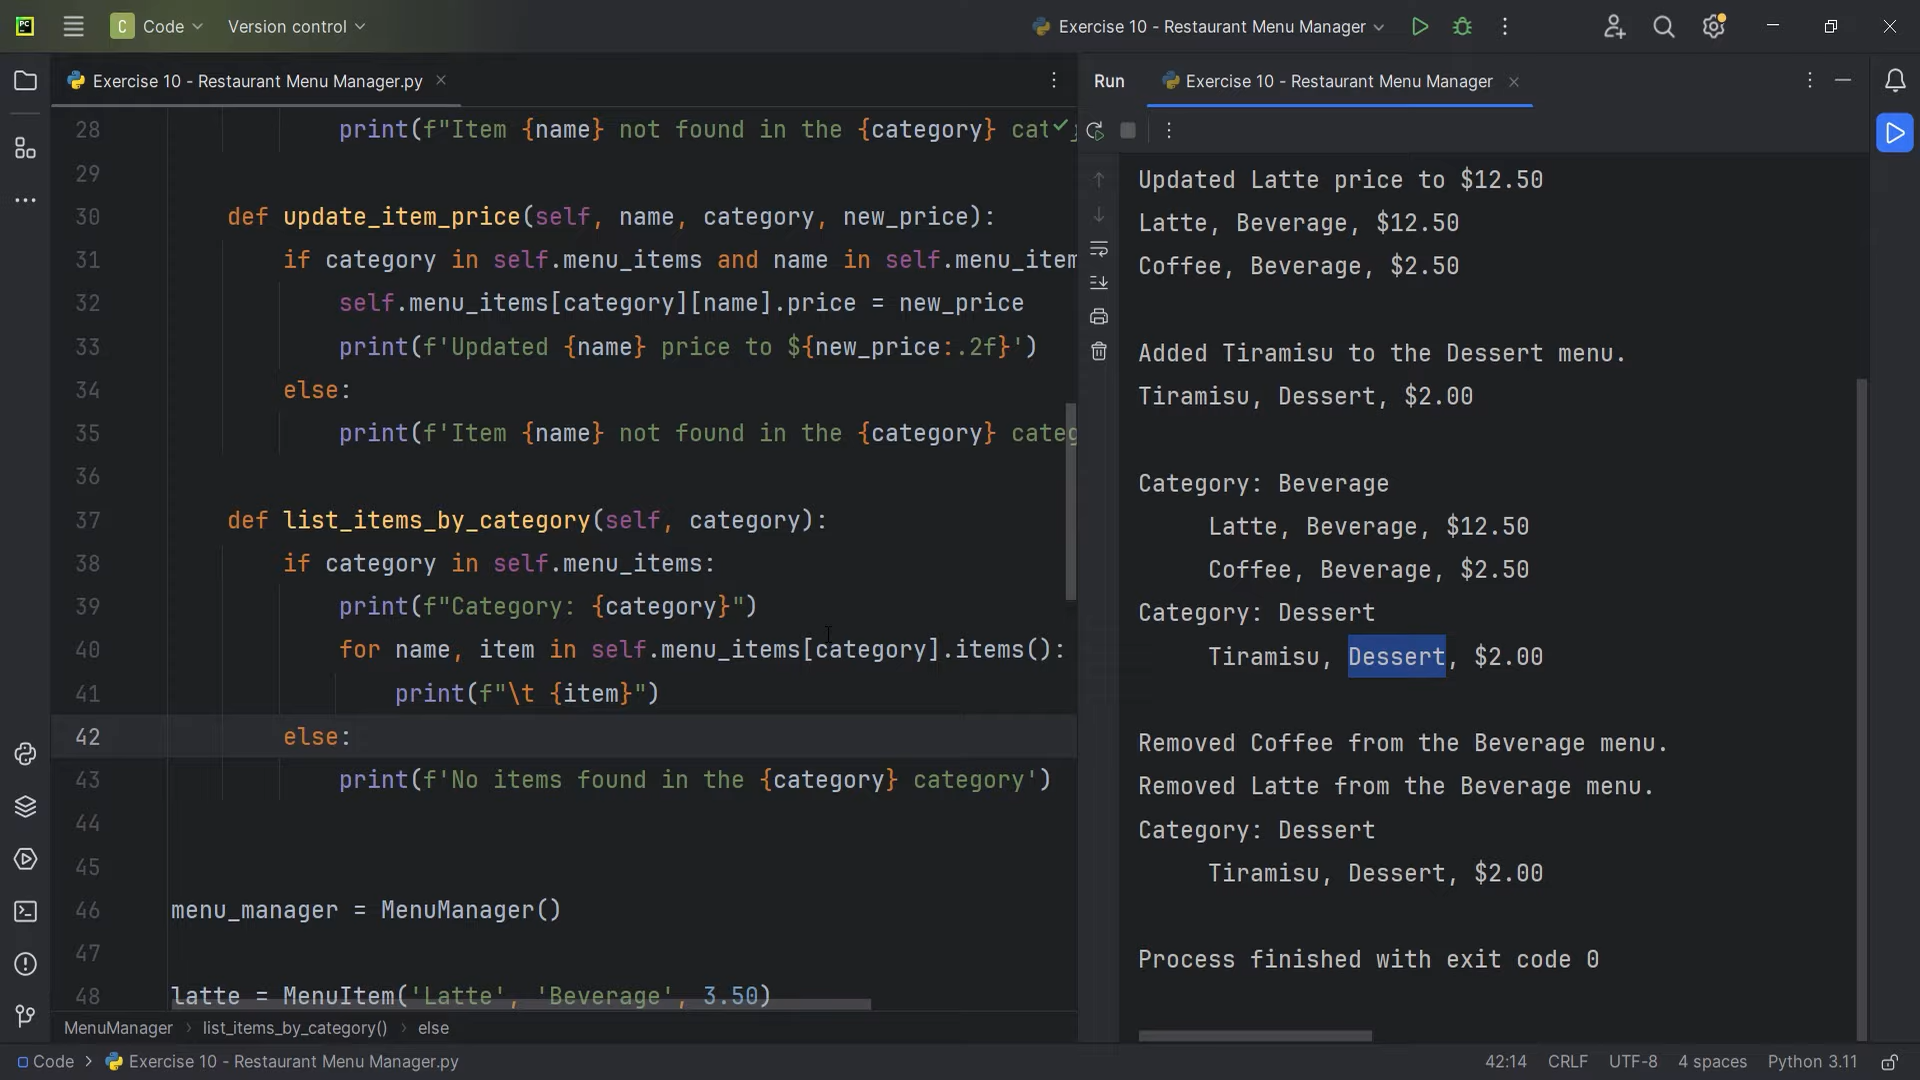 PC
C Code
Version control
Exercise 10 - Restaurant Menu Manager
Exercise 10 - Restaurant Menu Manager.py
28 print(f"Item {name} not found in the {category} cat
29
30 def update_item_price(self, name, category, new_price):
31 if category in self.menu_items and name in self.menu_item
32 self.menu_items[category][name].price = new_price
33 print(f'Updated {name} price to ${new_price:.2f}')
34 else:
35 print(f'Item {name} not found in the {category} categ
36
37 def list_items_by_category(self, category):
38 if category in self.menu_items:
39 print(f"Category: {category}")
40 for name, item in self.menu_items[category].items():
41 print(f"\t {item}")
42 else:
43 print(f'No items found in the {category} category')
44
45
46 menu_manager = MenuManager()
47
48 latte = MenuItem('Latte', 'Beverage', 3.50)
MenuManager list_items_by_category() else
Run Exercise 10 - Restaurant Menu Manager
Updated Latte price to $12.50
Latte, Beverage, $12.50
Coffee, Beverage, $2.50
Added Tiramisu to the Dessert menu.
Tiramisu, Dessert, $2.00
Category: Beverage
Latte, Beverage, $12.50
Coffee, Beverage, $2.50
Category: Dessert
Tiramisu, Dessert, $2.00
Removed Coffee from the Beverage menu.
Removed Latte from the Beverage menu.
Category: Dessert
Tiramisu, Dessert, $2.00
Process finished with exit code 0
Code Exercise 10 - Restaurant Menu Manager.py
42:14 CRLF UTF-8 4 spaces Python 3.11